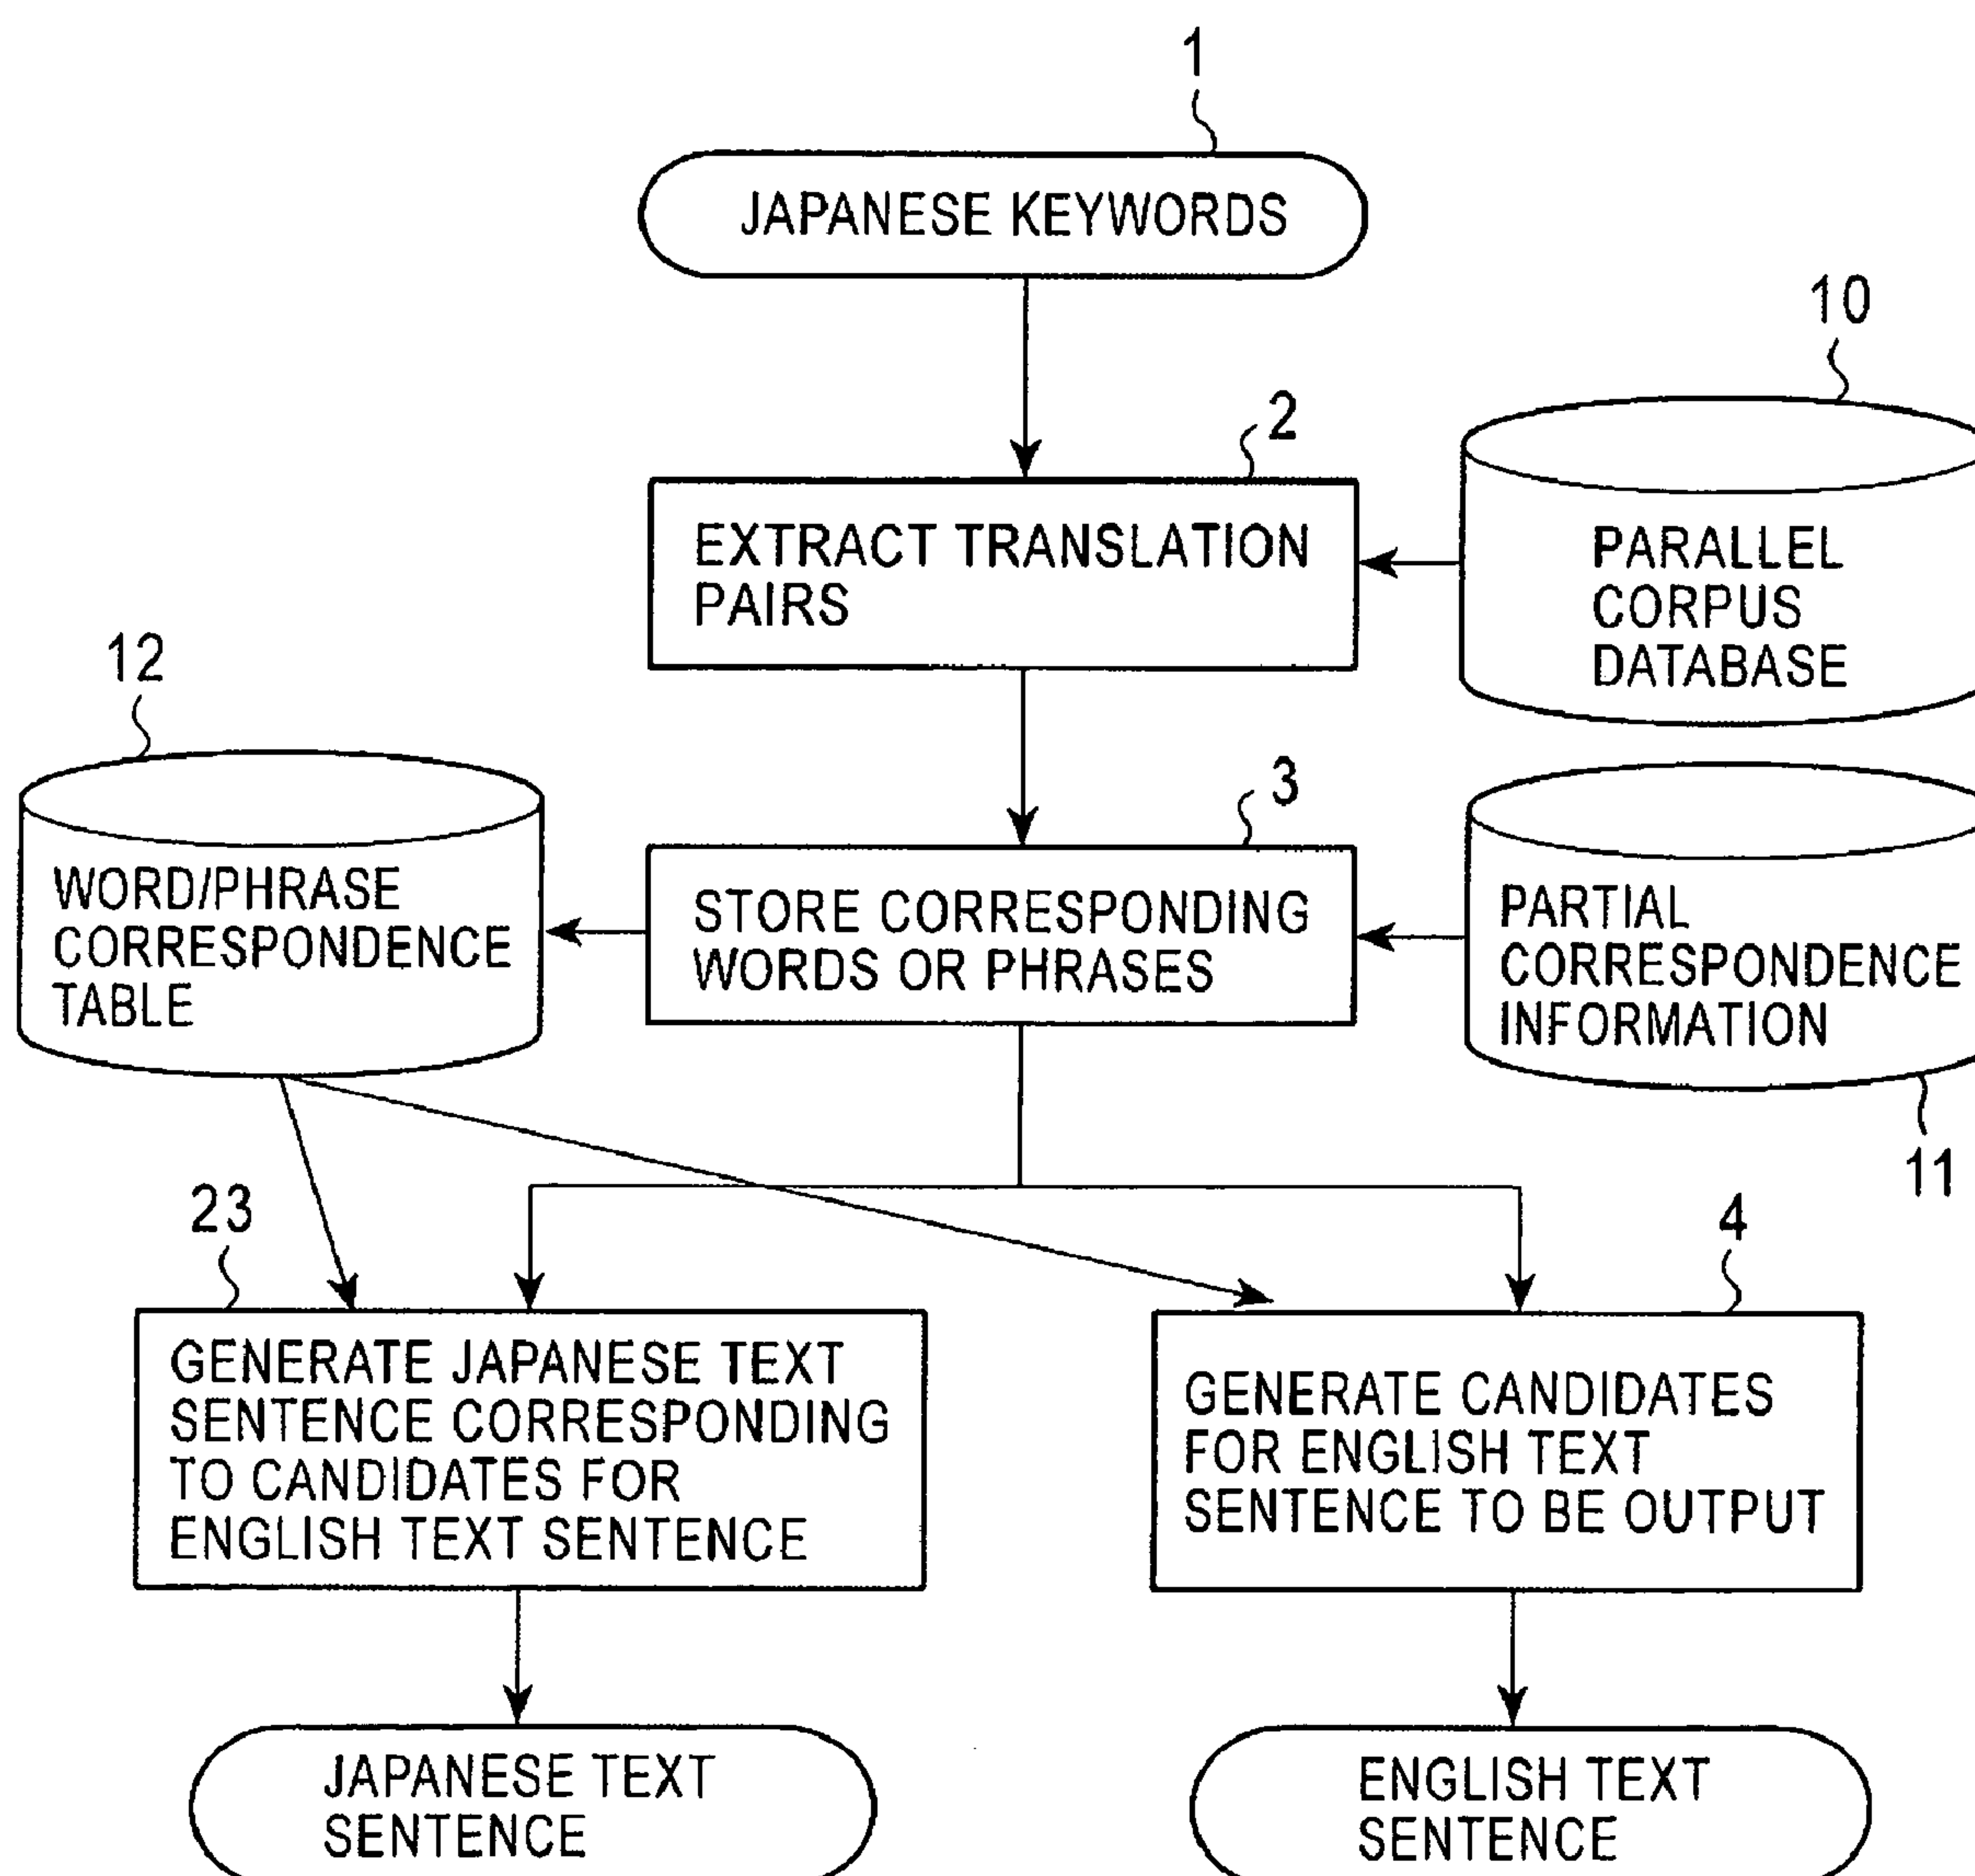 1
JAPANESE KEYWORDS
10
2
EXTRACT TRANSLATION
PAIRS
PARALLEL
CORPUS
DATABASE
12
3
WORD/PHRASE
CORRESPONDENCE
TABLE
STORE CORRESPONDING
WORDS OR PHRASES
PARTIAL
CORRESPONDENCE
INFORMATION
11
23
4
GENERATE JAPANESE TEXT
SENTENCE CORRESPONDING
TO CANDIDATES FOR
ENGLISH TEXT SENTENCE
GENERATE CANDIDATES
FOR ENGLISH TEXT
SENTENCE TO BE OUTPUT
JAPANESE TEXT
SENTENCE
ENGLISH TEXT
SENTENCE